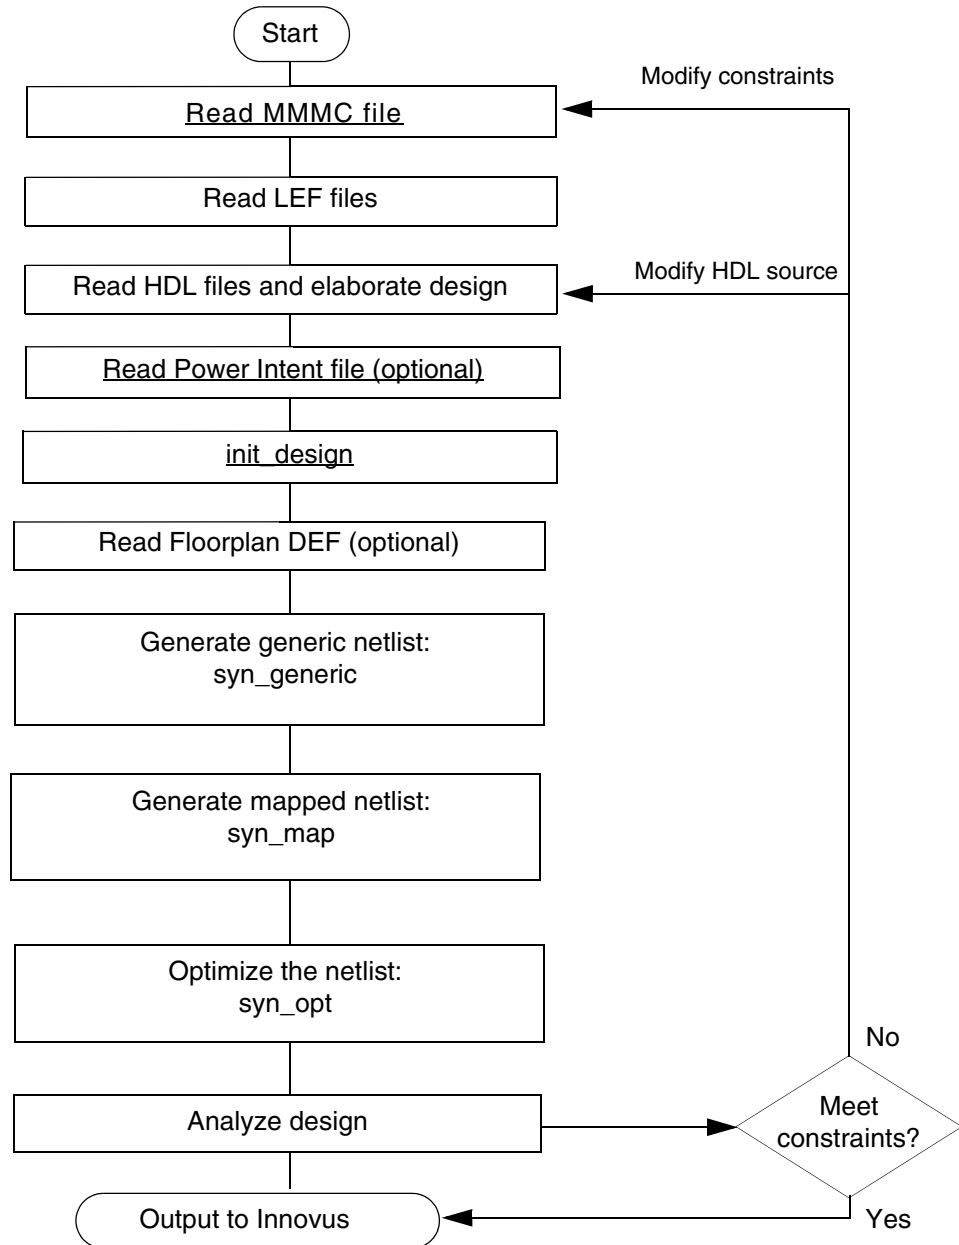 Start
Modify constraints
Read MMMC file
Read LEF files
Modify HDL source
Read HDL files and elaborate design
Read Power Intent file (optional)
init_design
Read Floorplan DEF (optional)
Generate generic netlist:
syn_generic
Generate mapped netlist:
syn_map
Optimize the netlist:
syn_opt
No
Analyze design
Meet
constraints?
Output to Innovus
Yes